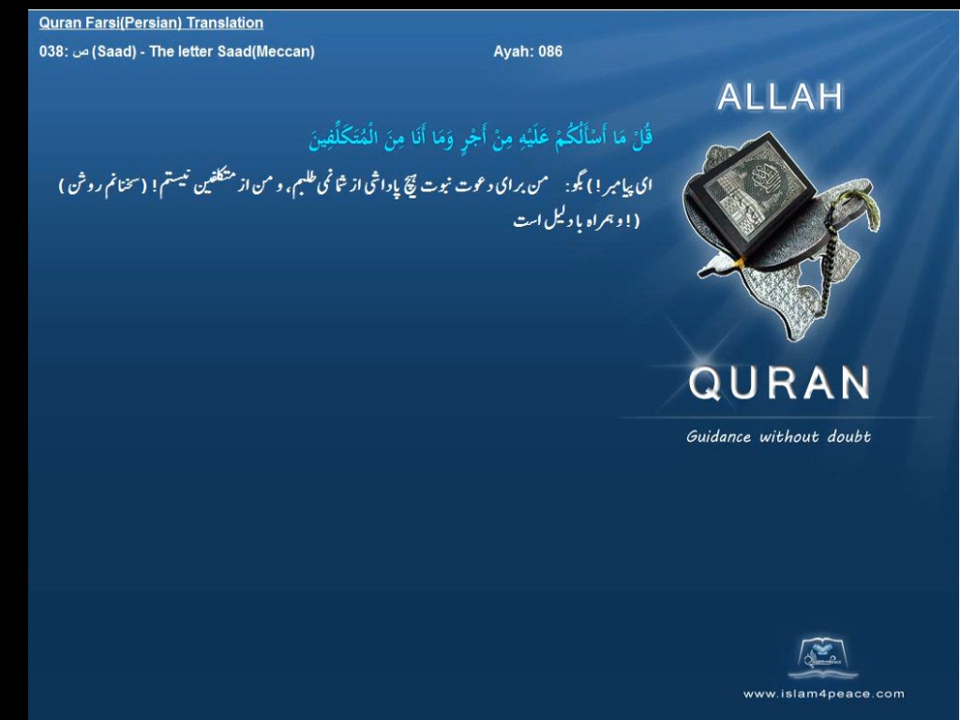 Quran Farsi(Persian) Translation
038: ص (Saad) - The letter Saad(Meccan) Ayah: 086
ALLAH
قُلْ مَا أَسْأَلُكُمْ عَلَيْهِ مِنْ أَجْرٍ وَمَا أَنَا مِنَ الْمُتَكَلِّفِينَ
ای پیامبر!) بگو: من برای دعوت نبوت هیچ پاداشی از شما نمی طلبم، و من از متکلفین نیستم! (سخنانم روشن )
(! و همراه با دلیل است
QURAN
Guidance without doubt
www.islam4peace.com